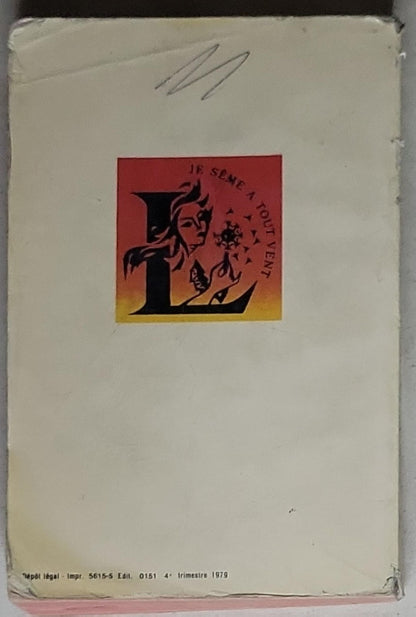 JE SÈME A TOUT VENT
L
Dépôt légal - Impr. 5615-5 Edit. 0151 4e trimestre 1979